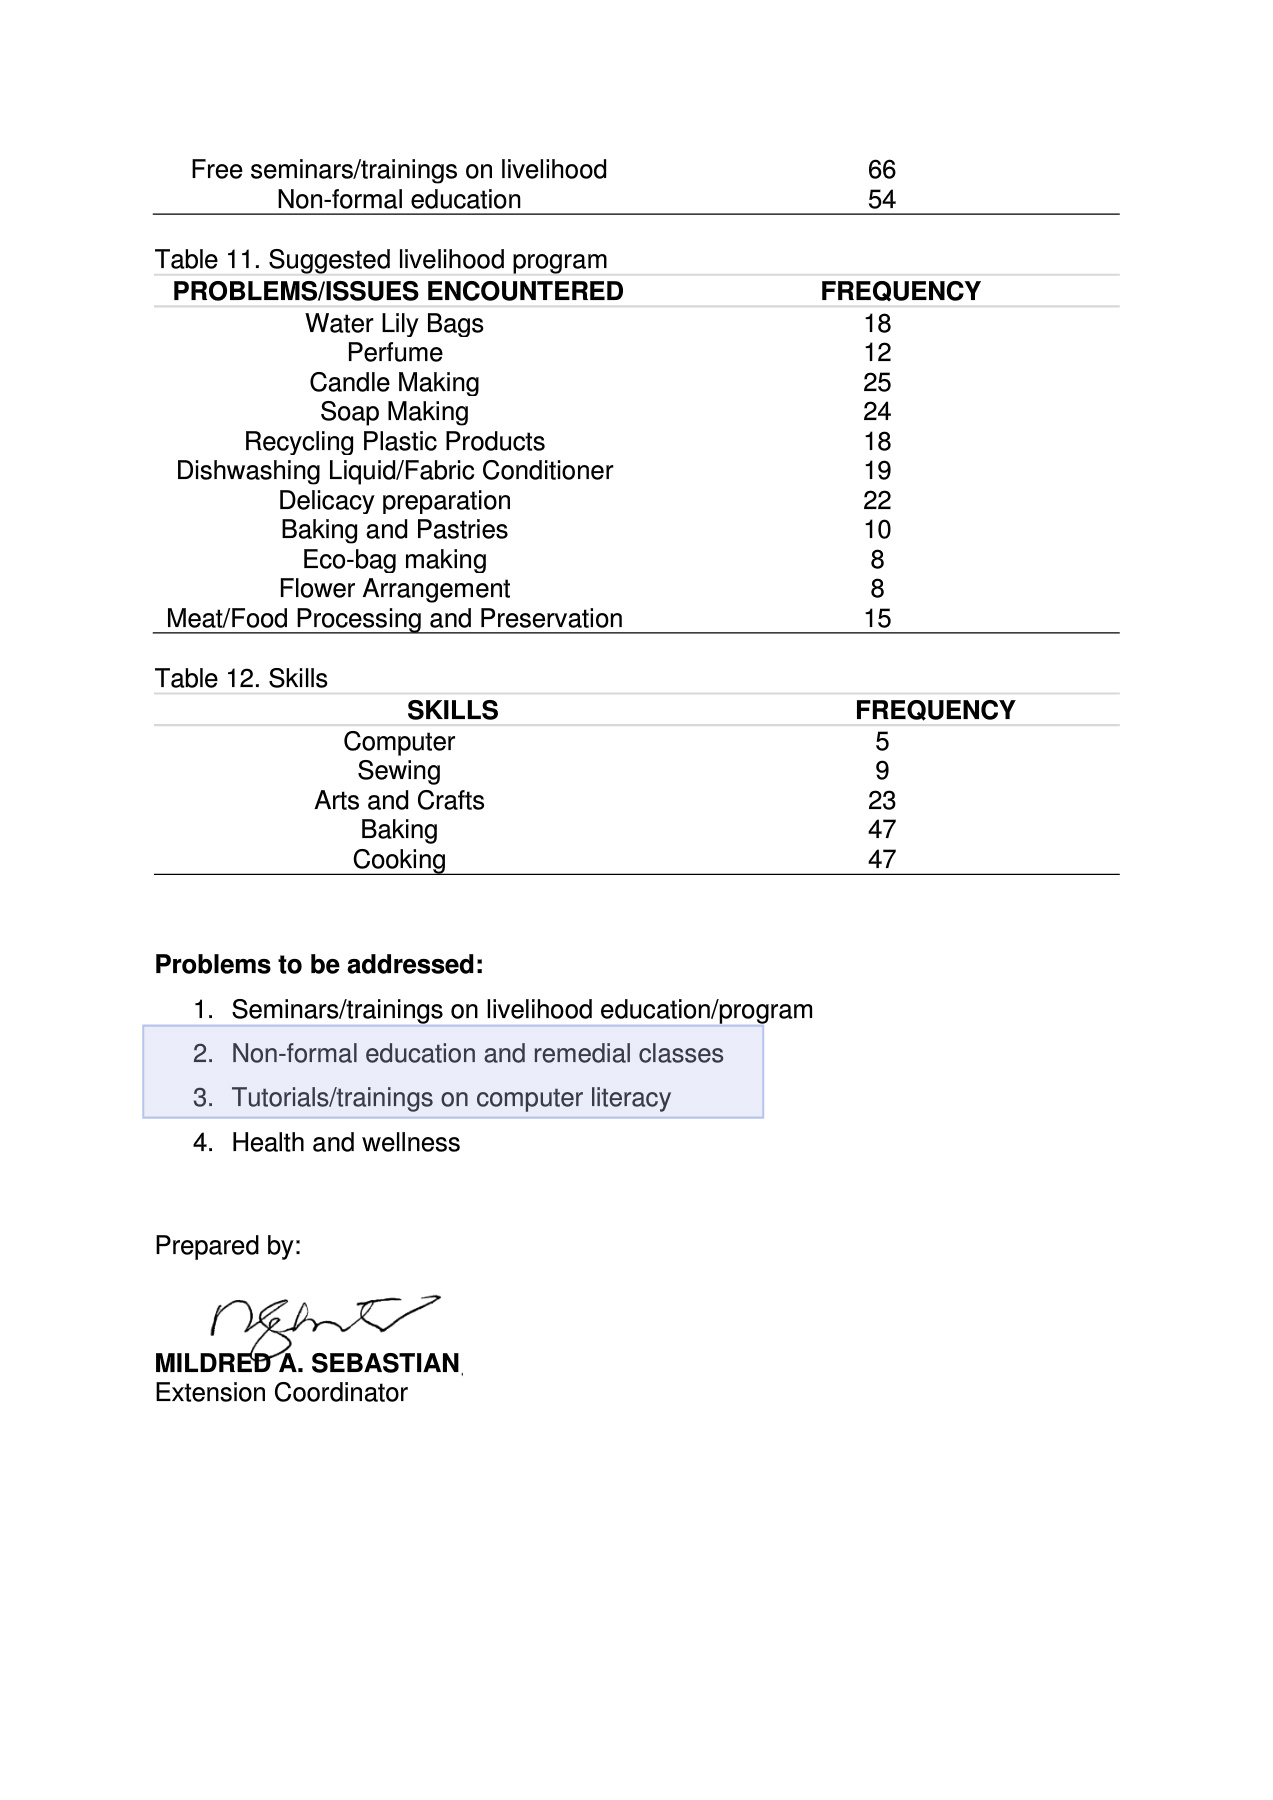 Free seminars/trainings on livelihood 66
Non-formal education 54
Table 11. Suggested livelihood program
PROBLEMS/ISSUES ENCOUNTERED FREQUENCY
Water Lily Bags 18
Perfume 12
Candle Making 25
Soap Making 24
Recycling Plastic Products 18
Dishwashing Liquid/Fabric Conditioner 19
Delicacy preparation 22
Baking and Pastries 10
Eco-bag making 8
Flower Arrangement 8
Meat/Food Processing and Preservation 15
Table 12. Skills
SKILLS FREQUENCY
Computer 5
Sewing 9
Arts and Crafts 23
Baking 47
Cooking 47
Problems to be addressed:
1. Seminars/trainings on livelihood education/program
2. Non-formal education and remedial classes
3. Tutorials/trainings on computer literacy
4. Health and wellness
Prepared by:
MILDRED A. SEBASTIAN
Extension Coordinator